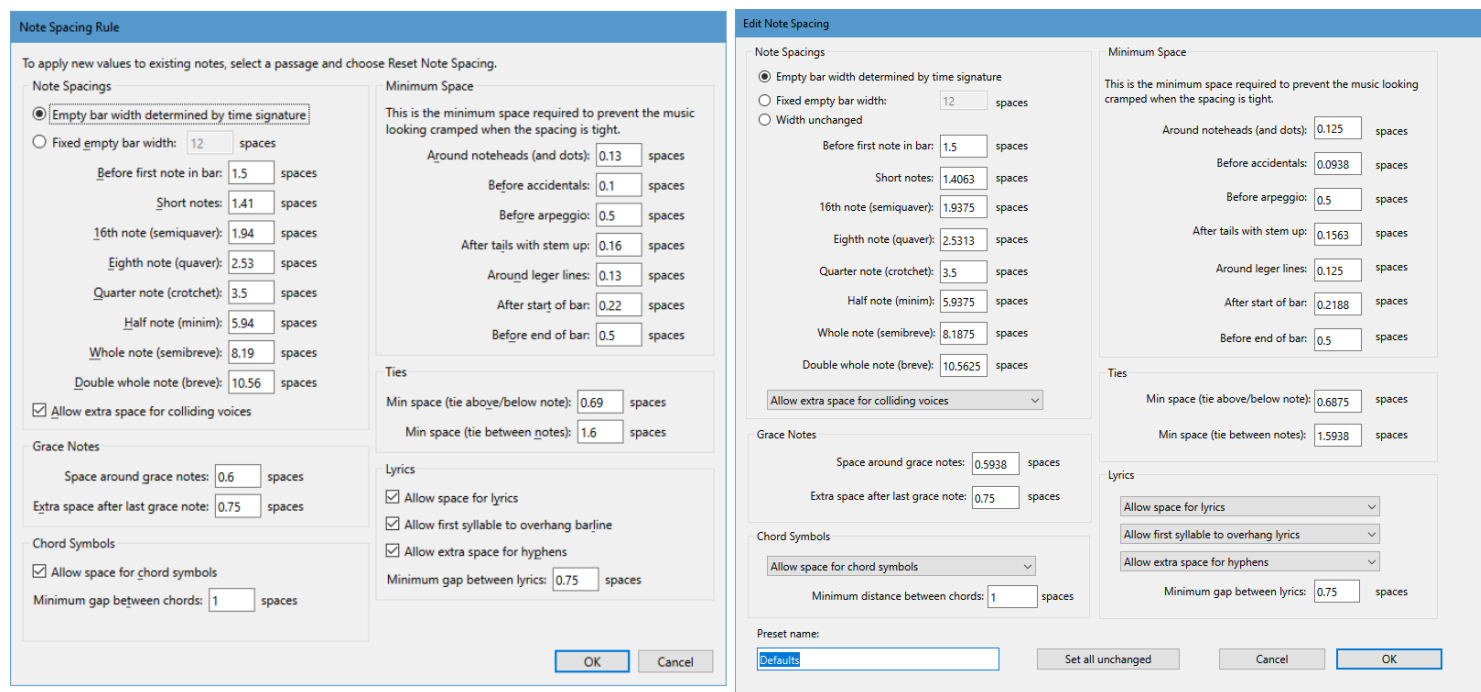 Note Spacing Rule
To apply new values to existing notes, select a passage and choose Reset Note Spacing.
Note Spacings
Empty bar width determined by time signature
Fixed empty bar width: 12 spaces
Before first note in bar: 1.5 spaces
Short notes: 1.41 spaces
16th note (semiquaver): 1.94 spaces
Eighth note (quaver): 2.53 spaces
Quarter note (crotchet): 3.5 spaces
Half note (minim): 5.94 spaces
Whole note (semibreve): 8.19 spaces
Double whole note (breve): 10.56 spaces
Allow extra space for colliding voices
Grace Notes
Space around grace notes: 0.6 spaces
Extra space after last grace note: 0.75 spaces
Chord Symbols
Allow space for chord symbols
Minimum gap between chords: 1 spaces
Minimum Space
This is the minimum space required to prevent the music
looking cramped when the spacing is tight.
Around noteheads (and dots): 0.13 spaces
Before accidentals: 0.1 spaces
Before arpeggio: 0.5 spaces
After tails with stem up: 0.16 spaces
Around leger lines: 0.13 spaces
After start of bar: 0.22 spaces
Before end of bar: 0.5 spaces
Ties
Min space (tie above/below note): 0.69 spaces
Min space (tie between notes): 1.6 spaces
Lyrics
Allow space for lyrics
Allow first syllable to overhang barline
Allow extra space for hyphens
Minimum gap between lyrics: 0.75 spaces
OK
Cancel
Edit Note Spacing
Note Spacings
Empty bar width determined by time signature
Fixed empty bar width: 12 spaces
Width unchanged
Before first note in bar: 1.5 spaces
Short notes: 1.4063 spaces
16th note (semiquaver): 1.9375 spaces
Eighth note (quaver): 2.5313 spaces
Quarter note (crotchet): 3.5 spaces
Half note (minim): 5.9375 spaces
Whole note (semibreve): 8.1875 spaces
Double whole note (breve): 10.5625 spaces
Allow extra space for colliding voices
Grace Notes
Space around grace notes: 0.5938 spaces
Extra space after last grace note: 0.75 spaces
Chord Symbols
Allow space for chord symbols
Minimum distance between chords: 1 spaces
Minimum Space
This is the minimum space required to prevent the music looking
cramped when the spacing is tight.
Around noteheads (and dots): 0.125 spaces
Before accidentals: 0.0938 spaces
Before arpeggio: 0.5 spaces
After tails with stem up: 0.1563 spaces
Around leger lines: 0.125 spaces
After start of bar: 0.2188 spaces
Before end of bar: 0.5 spaces
Ties
Min space (tie above/below note): 0.6875 spaces
Min space (tie between notes): 1.5938 spaces
Lyrics
Allow space for lyrics
Allow first syllable to overhang lyrics
Allow extra space for hyphens
Minimum gap between lyrics: 0.75 spaces
Preset name:
Defaults
Set all unchanged
Cancel
OK